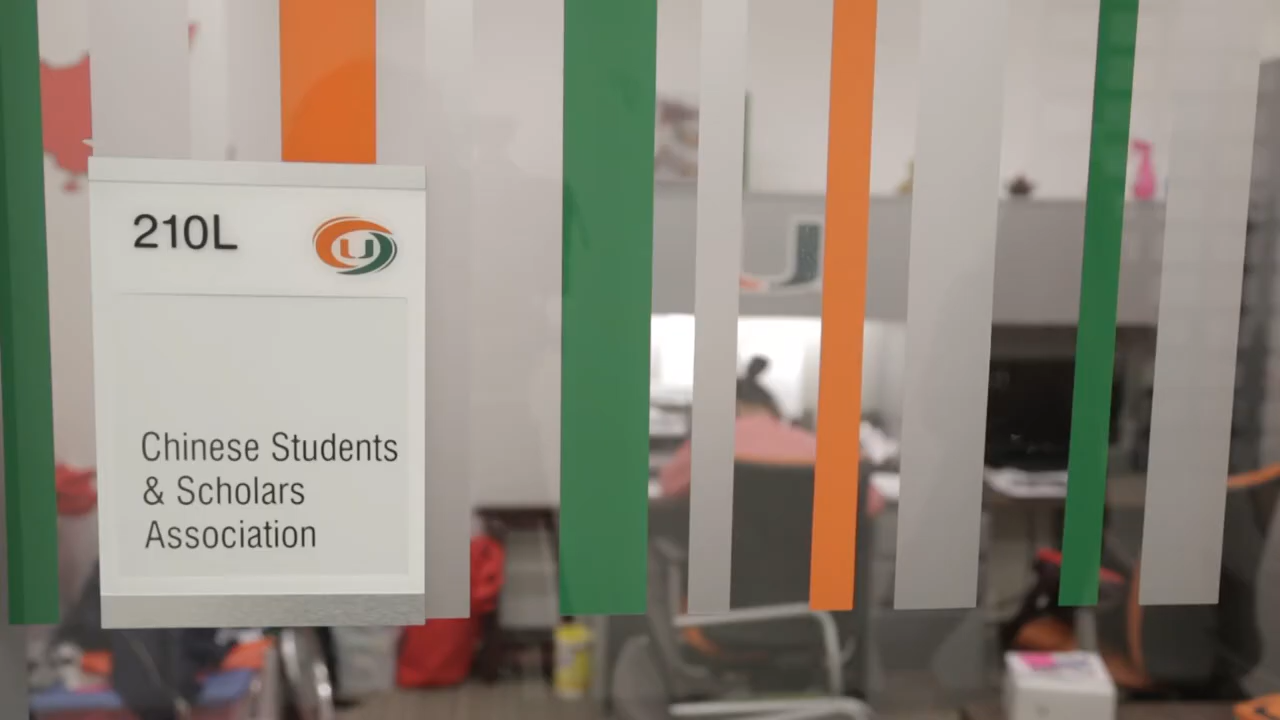 210L
U
Chinese Students
& Scholars
Association